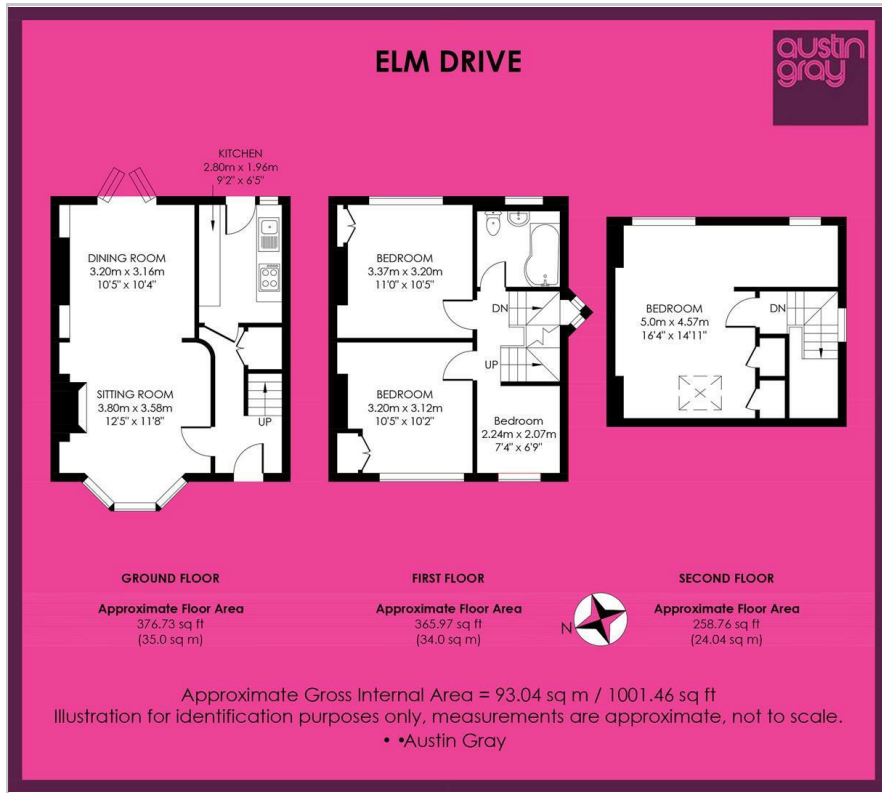 ELM DRIVE
austin
gray
KITCHEN
2.80m x 1.96m
9'2" x 6'5"
DINING ROOM
3.20m x 3.16m
10'5" x 10'4"
SITTING ROOM
3.80m x 3.58m
12'5" x 11'8"
UP
BEDROOM
3.37m x 3.20m
11'0" x 10'5"
DN
UP
BEDROOM
3.20m x 3.12m
10'5" x 10'2"
Bedroom
2.24m x 2.07m
7'4" x 6'9"
BEDROOM
5.0m x 4.57m
16'4" x 14'11"
DN
GROUND FLOOR
Approximate Floor Area
376.73 sq ft
(35.0 sq m)
FIRST FLOOR
Approximate Floor Area
365.97 sq ft
(34.0 sq m)
N
SECOND FLOOR
Approximate Floor Area
258.76 sq ft
(24.04 sq m)
Approximate Gross Internal Area = 93.04 sq m / 1001.46 sq ft
Illustration for identification purposes only, measurements are approximate, not to scale.
• •Austin Gray